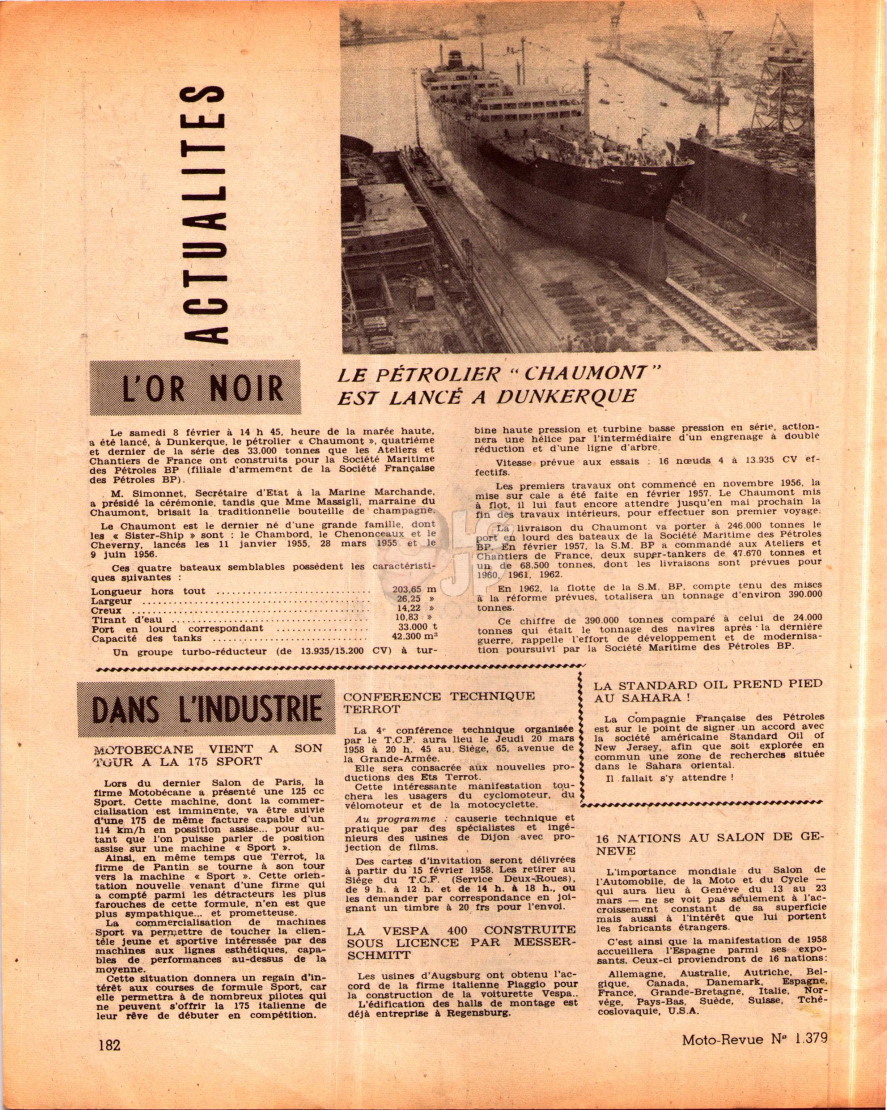 ACTUALITES
L'OR NOIR
LE PÉTROLIER “ CHAUMONT ”
EST LANCÉ A DUNKERQUE
Le samedi 8 février à 14 h 45, heure de la marée haute,
a été lancé, à Dunkerque, le pétrolier « Chaumont », quatrième
et dernier de la série des 33.000 tonnes que les Ateliers et
Chantiers de France ont construits pour la Société Maritime
des Pétroles BP (filiale d'armement de la Société Française
des Pétroles BP).
M. Simonnet, Secrétaire d'Etat à la Marine Marchande,
a présidé la cérémonie, tandis que Mme Massigli, marraine du
Chaumont, brisait la traditionnelle bouteille de champagne.
Le Chaumont est le dernier né d'une grande famille, dont
les « Sister-Ship » sont : le Chambord, le Chenonceaux et le
Cheverny, lancés les 11 janvier 1955, 28 mars 1955 et le
9 juin 1956.
Ces quatre bateaux semblables possèdent les caractéristi-
ques suivantes :
Longueur hors tout .......................... 203,65 m
Largeur .......................... 26,25 »
Creux .......................... 14,22 »
Tirant d'eau .......................... 10,83 »
Port en lourd correspondant .......................... 33.000 t
Capacité des tanks .......................... 42.300 m³
Un groupe turbo-réducteur (de 13.935/15.200 CV) à tur-
bine haute pression et turbine basse pression en série, action-
nera une hélice par l'intermédiaire d'un engrenage à double
réduction et d'une ligne d'arbre.
Vitesse prévue aux essais : 16 nœuds 4 à 13.935 CV ef-
fectifs.
Les premiers travaux ont commencé en novembre 1956, la
mise sur cale a été faite en février 1957. Le Chaumont mis
à flot, il lui faut encore attendre jusqu'en mai prochain la
fin des travaux intérieurs, pour effectuer son premier voyage.
La livraison du Chaumont va porter à 246.000 tonnes le
port en lourd des bateaux de la Société Maritime des Pétroles
BP. En février 1957, la S.M. BP a commandé aux Ateliers et
Chantiers de France, deux super-tankers de 47.670 tonnes et
un de 68.500 tonnes, dont les livraisons sont prévues pour
1960, 1961, 1962.
En 1962, la flotte de la S.M. BP, compte tenu des mises
à la réforme prévues, totalisera un tonnage d'environ 390.000
tonnes.
Ce chiffre de 390.000 tonnes comparé à celui de 24.000
tonnes qui était le tonnage des navires après la dernière
guerre, rappelle l'effort de développement et de modernisa-
tion poursuivi par la Société Maritime des Pétroles BP.
DANS L'INDUSTRIE
MOTOBECANE VIENT A SON
TOUR A LA 175 SPORT
Lors du dernier Salon de Paris, la
firme Motobécane a présenté une 125 cc
Sport. Cette machine, dont la commer-
cialisation est imminente, va être suivie
d'une 175 de même facture capable d'un
114 km/h en possition assise... pour au-
tant que l'on puisse parler de position
assise sur une machine « Sport ».
Ainsi, en même temps que Terrot, la
firme de Pantin se tourne à son tour
vers la machine « Sport ». Cette orien-
tation nouvelle venant d'une firme qui
a compté parmi les détracteurs les plus
farouches de cette formule, n'en est que
plus sympathique... et prometteuse.
La commercialisation de machines
Sport va permettre de toucher la clien-
tèle jeune et sportive intéressée par des
machines aux lignes esthétiques, capa-
bles de performances au-dessus de la
moyenne.
Cette situation donnera un regain d'in-
térêt aux courses de formule Sport, car
elle permettra à de nombreux pilotes qui
ne peuvent s'offrir la 175 italienne de
leur rêve de débuter en compétition.
CONFERENCE TECHNIQUE
TERROT
La 4e conférence technique organisée
par le T.C.F. aura lieu le Jeudi 20 mars
1958 à 20 h. 45 au Siège, 65, avenue de
la Grande-Armée.
Elle sera consacrée aux nouvelles pro-
ductions des Ets Terrot.
Cette intéressante manifestation tou-
chera les usagers du cyclomoteur, du
vélomoteur et de la motocyclette.
Au programme : causerie technique et
pratique par des spécialistes et ingé-
nieurs des usines de Dijon avec pro-
jection de films.
Des cartes d'invitation seront délivrées
à partir du 15 février 1958. Les retirer au
Siège du T.C.F. (Service Deux-Roues),
de 9 h. à 12 h. et de 14 h. à 18 h., ou
les demander par correspondance en joi-
gnant un timbre à 20 frs pour l'envoi.
LA VESPA 400 CONSTRUITE
SOUS LICENCE PAR MESSER-
SCHMITT
Les usines d'Augsburg ont obtenu l'ac-
cord de la firme italienne Piaggio pour
la construction de la voiturette Vespa..
L'édification des halls de montage est
déjà entreprise à Regensburg.
LA STANDARD OIL PREND PIED
AU SAHARA !
La Compagnie Française des Pétroles
est sur le point de signer un accord avec
la société américaine Standard Oil of
New Jersey, afin que soit explorée en
commun une zone de recherches située
dans le Sahara oriental.
Il fallait s'y attendre !
16 NATIONS AU SALON DE GE-
NEVE
L'importance mondiale du Salon de
l'Automobile, de la Moto et du Cycle —
qui aura lieu à Genève du 13 au 23
mars — ne se voit pas seulement à l'ac-
croissement constant de sa superficie
mais aussi à l'intérêt que lui portent
les fabricants étrangers.
C'est ainsi que la manifestation de 1958
accueillera l'Espagne parmi ses expo-
sants. Ceux-ci proviendront de 16 nations:
Allemagne, Australie, Autriche, Bel-
gique, Canada, Danemark, Espagne,
France, Grande-Bretagne, Italie, Nor-
vège, Pays-Bas, Suède, Suisse, Tché-
coslovaquie, U.S.A.
182
Moto-Revue N° 1.379